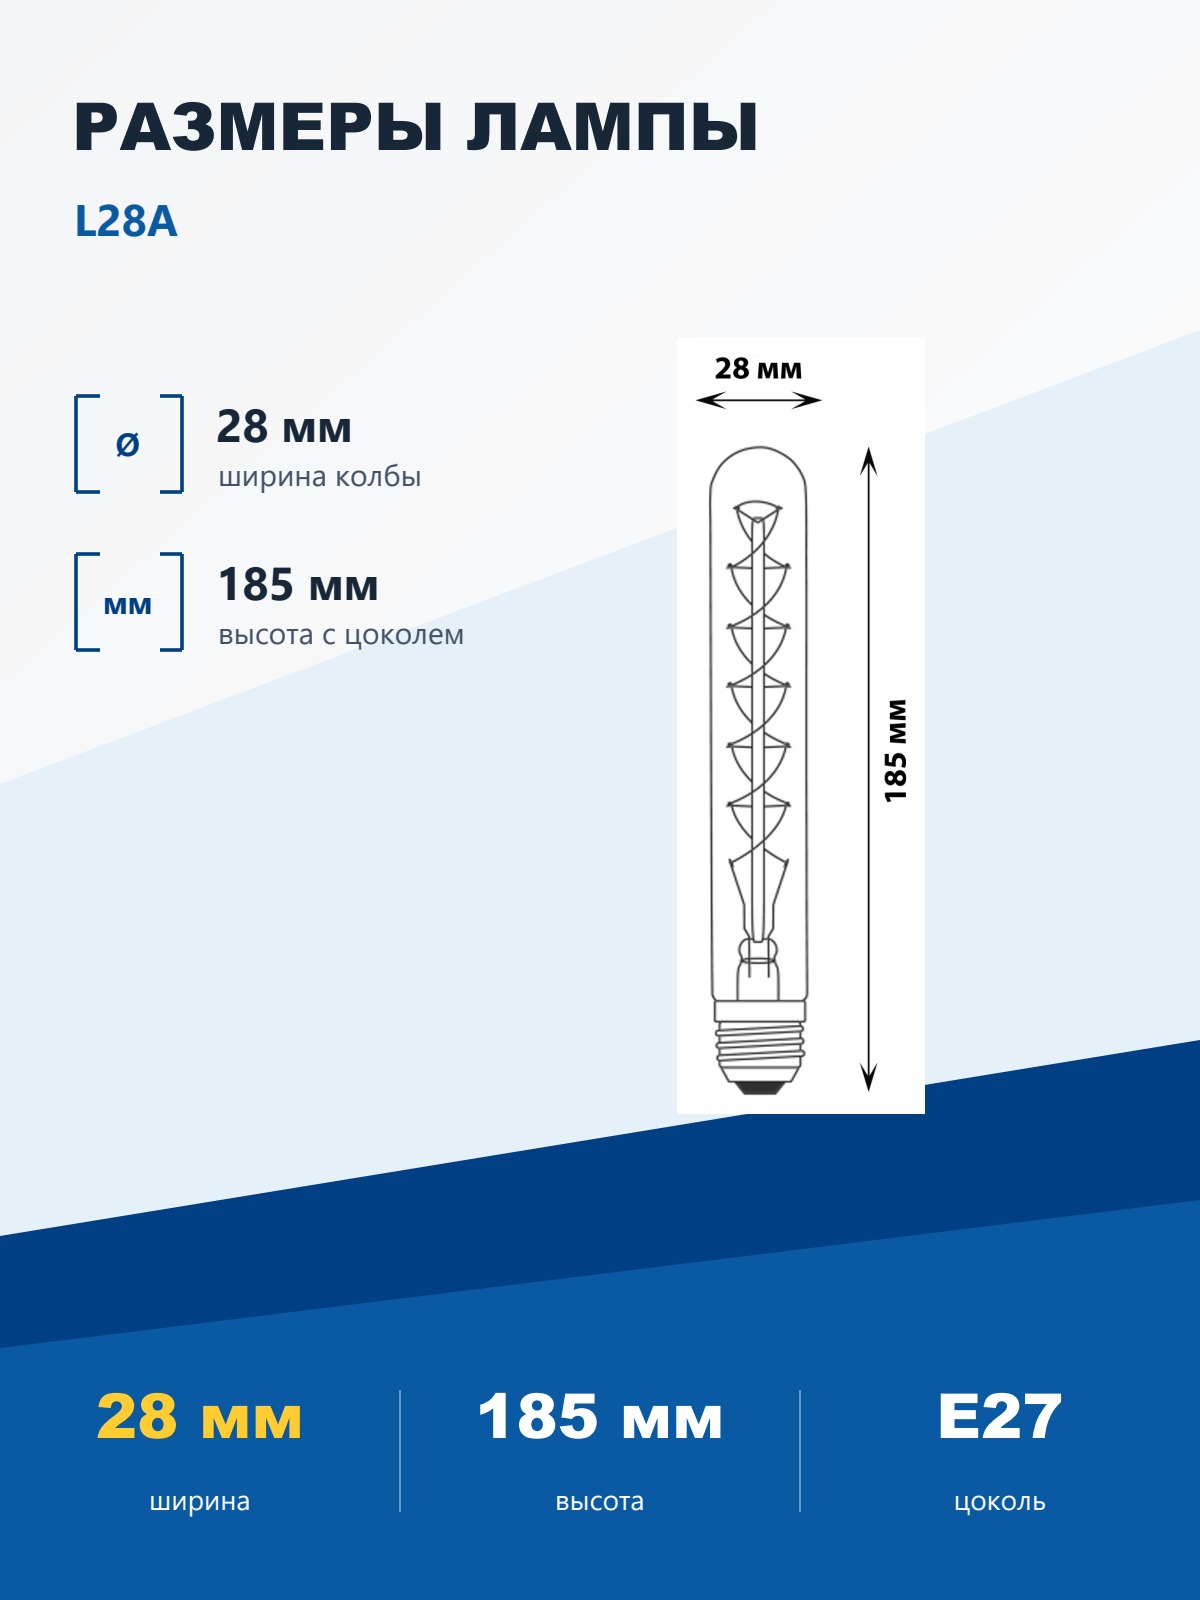 РАЗМЕРЫ ЛАМПЫ
L28A
Ø
28 мм
ширина колбы
мм
185 мм
высота с цоколем
28 мм
185 мм
28 мм
ширина
185 мм
высота
E27
цоколь